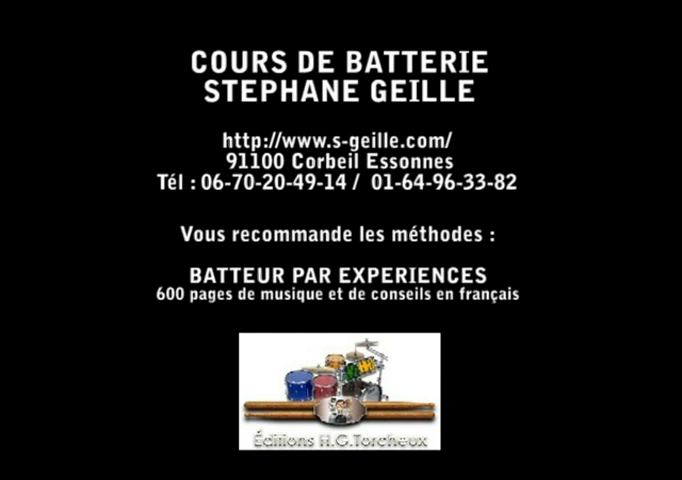 COURS DE BATTERIE
STEPHANE GEILLE
http://www.s-geille.com/
91100 Corbeil Essonnes
Tél : 06-70-20-49-14 / 01-64-96-33-82
Vous recommande les méthodes :
BATTEUR PAR EXPERIENCES
600 pages de musique et de conseils en français
Éditions H.G.Torcheux